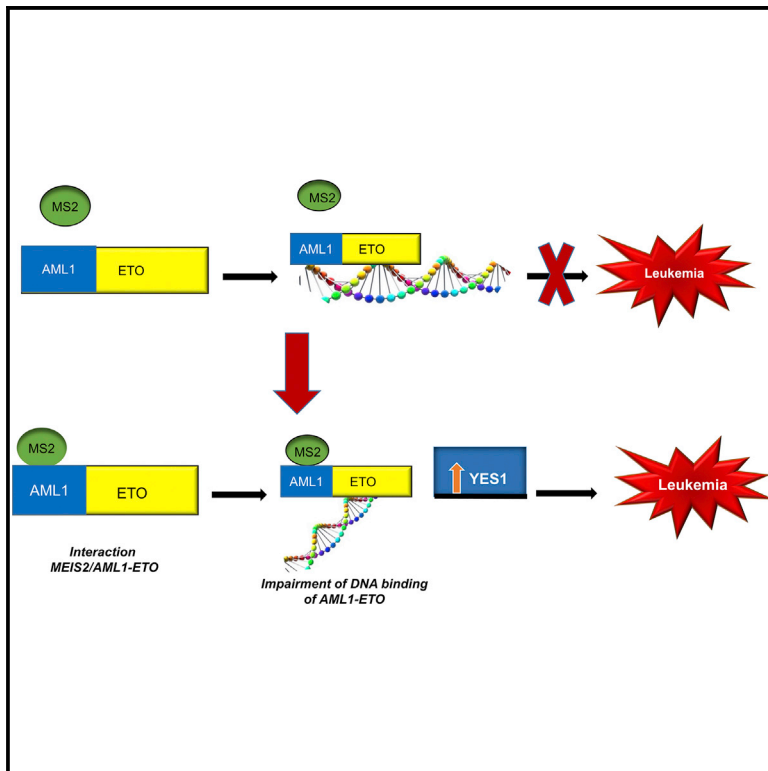 MS2
AML1
ETO
MS2
AML1
ETO
Leukemia
MS2
AML1
ETO
Interaction
MEIS2/AML1-ETO
MS2
AML1
ETO
Impairment of DNA binding
of AML1-ETO
YES1
Leukemia